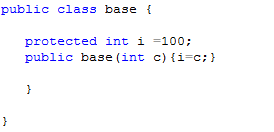 public class base {
protected int i =100;
public base(int c){i=c;}
}
}